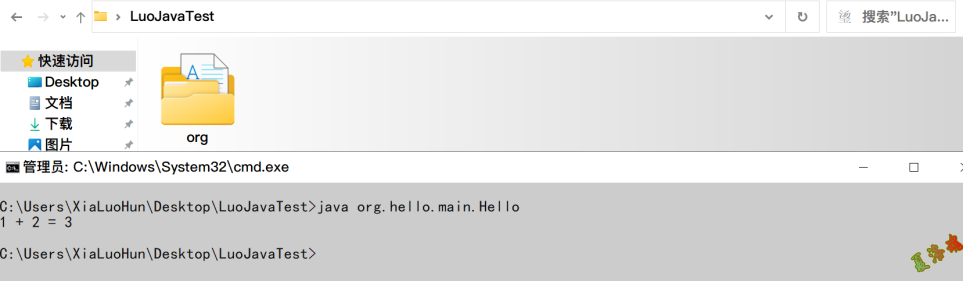 LuoJavaTest
搜索"LuoJa...
快速访问
Desktop
文档
下载
图片
org
管理员: C:\Windows\System32\cmd.exe
C:\Users\XiaLuoHun\Desktop\LuoJavaTest>java org.hello.main.Hello
1 + 2 = 3
C:\Users\XiaLuoHun\Desktop\LuoJavaTest>